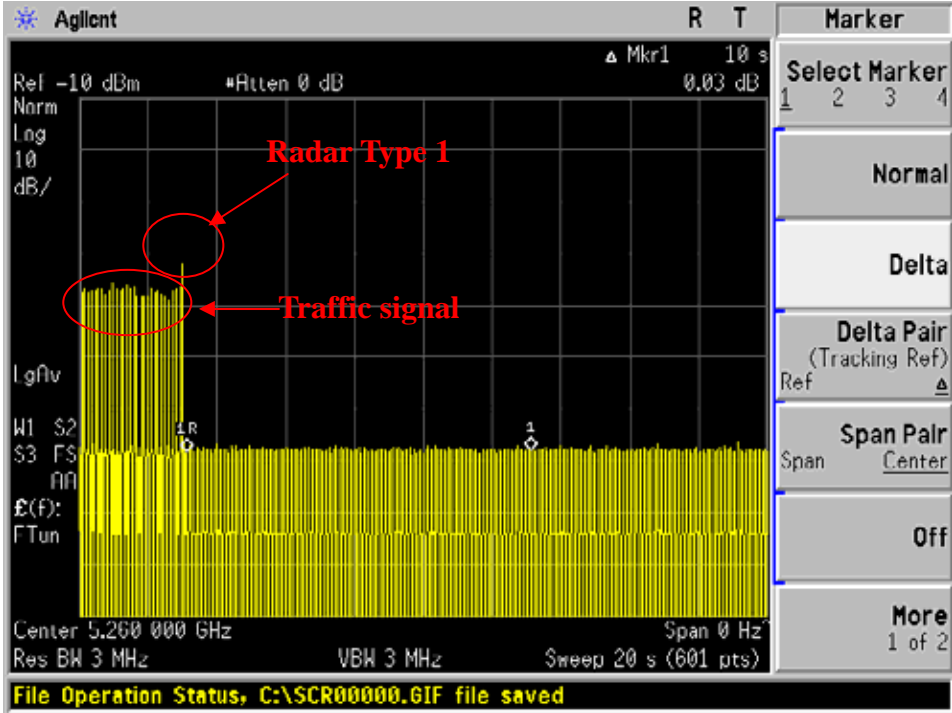 Agilent R T
Marker
Δ Mkr1 10 s
Ref -10 dBm #Atten 0 dB 0.03 dB
Norm
Log
10
dB/
Radar Type 1
Traffic signal
LgAv
1R
1
W1 S2
S3 FS
AA
£(f):
FTun
Center 5.260 000 GHz Span 0 Hz
Res BW 3 MHz VBW 3 MHz Sweep 20 s (601 pts)
File Operation Status, C:\SCR00000.GIF file saved
Select Marker
1 2 3 4
Normal
Delta
Delta Pair
(Tracking Ref)
Ref Δ
Span Pair
Span Center
Off
More
1 of 2